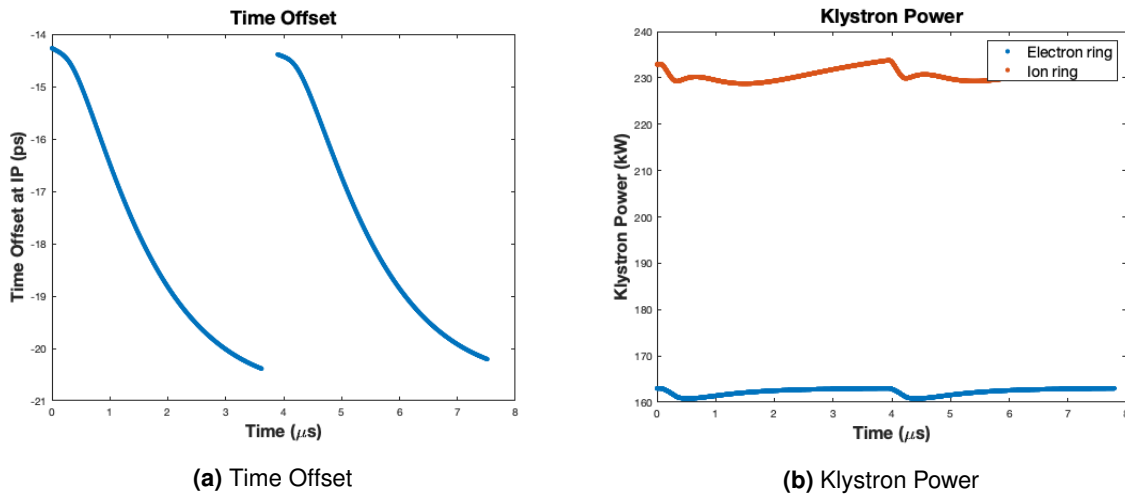 Time Offset
-14
-15
-16
-17
-18
-19
-20
-21
Time Offset at IP (ps)
0 1 2 3 4 5 6 7 8
Time (μs)
(a) Time Offset
Klystron Power
240
230
220
210
200
190
180
170
160
Klystron Power (kW)
Electron ring
Ion ring
0 1 2 3 4 5 6 7 8
Time (μs)
(b) Klystron Power